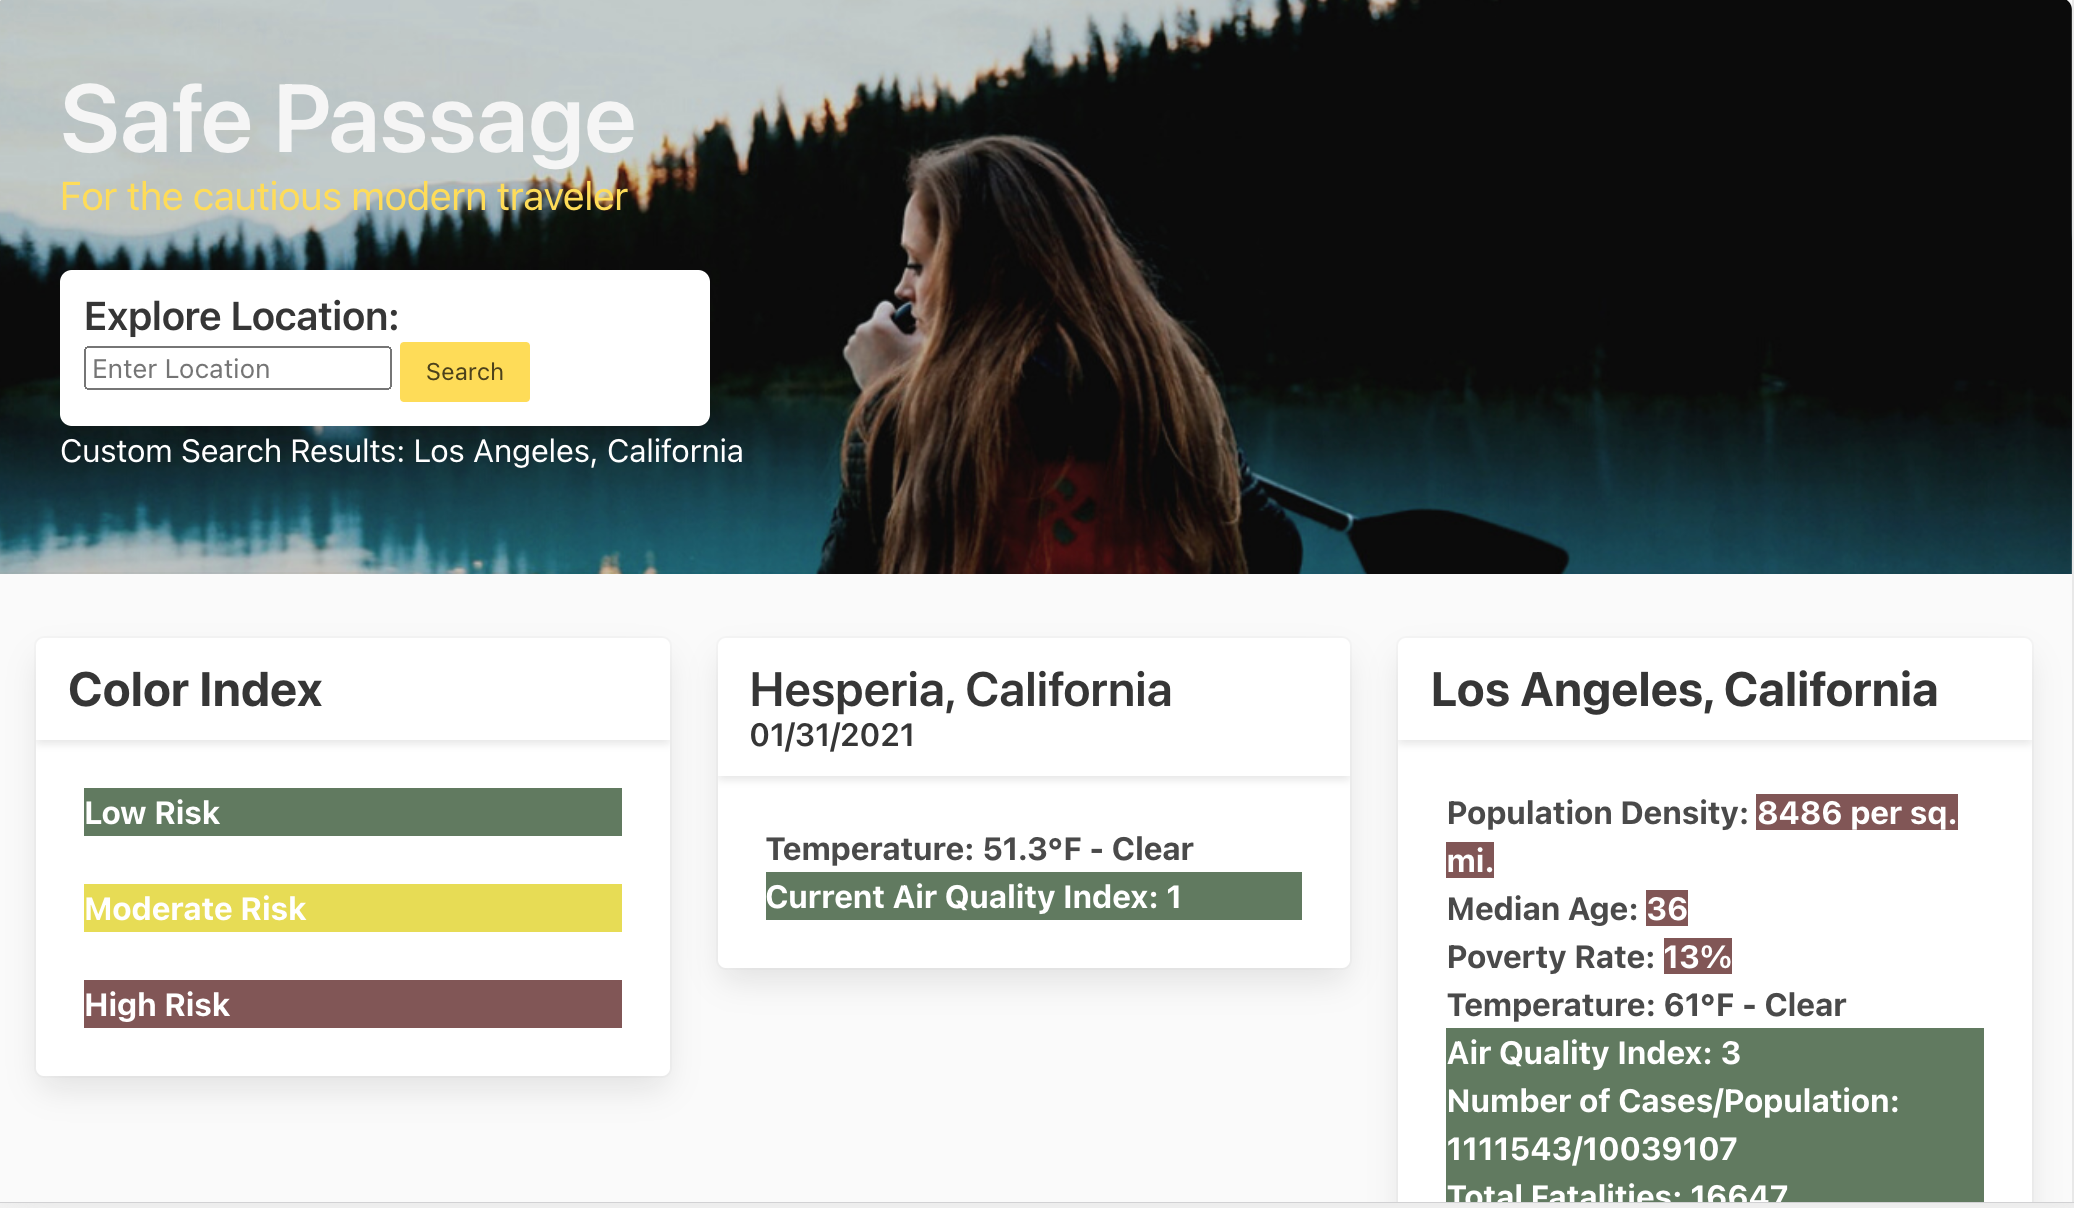 Safe Passage
For the cautious modern traveler
Explore Location:
Enter Location
Search
Custom Search Results: Los Angeles, California
Color Index
Low Risk
Moderate Risk
High Risk
Hesperia, California
01/31/2021
Temperature: 51.3°F - Clear
Current Air Quality Index: 1
Los Angeles, California
Population Density: 8486 per sq.
mi.
Median Age: 36
Poverty Rate: 13%
Temperature: 61°F - Clear
Air Quality Index: 3
Number of Cases/Population:
1111543/10039107
Total Fatalities: 16647